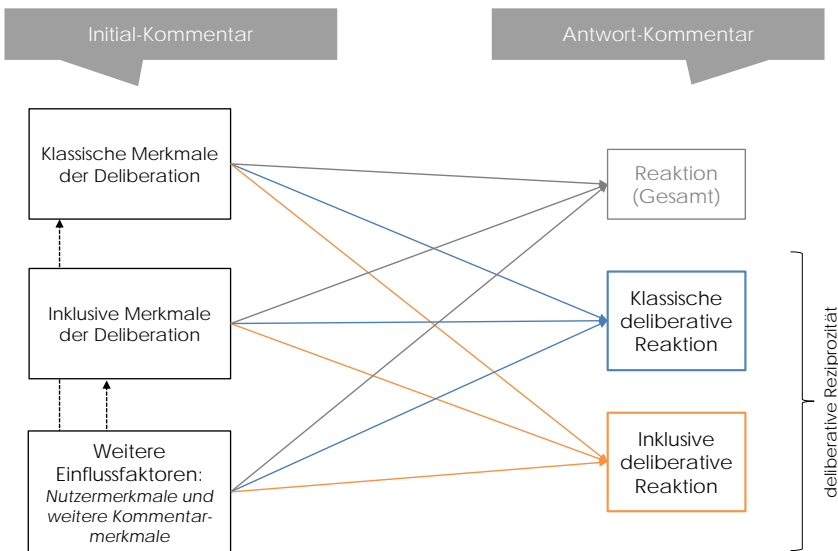 Initial-Kommentar
Antwort-Kommentar
Klassische Merkmale
der Deliberation
Inklusive Merkmale
der Deliberation
Weitere
Einflussfaktoren:
Nutzermerkmale und
weitere Kommentar-
merkmale
Reaktion
(Gesamt)
Klassische
deliberative
Reaktion
Inklusive
deliberative
Reaktion
deliberative Reziprozität